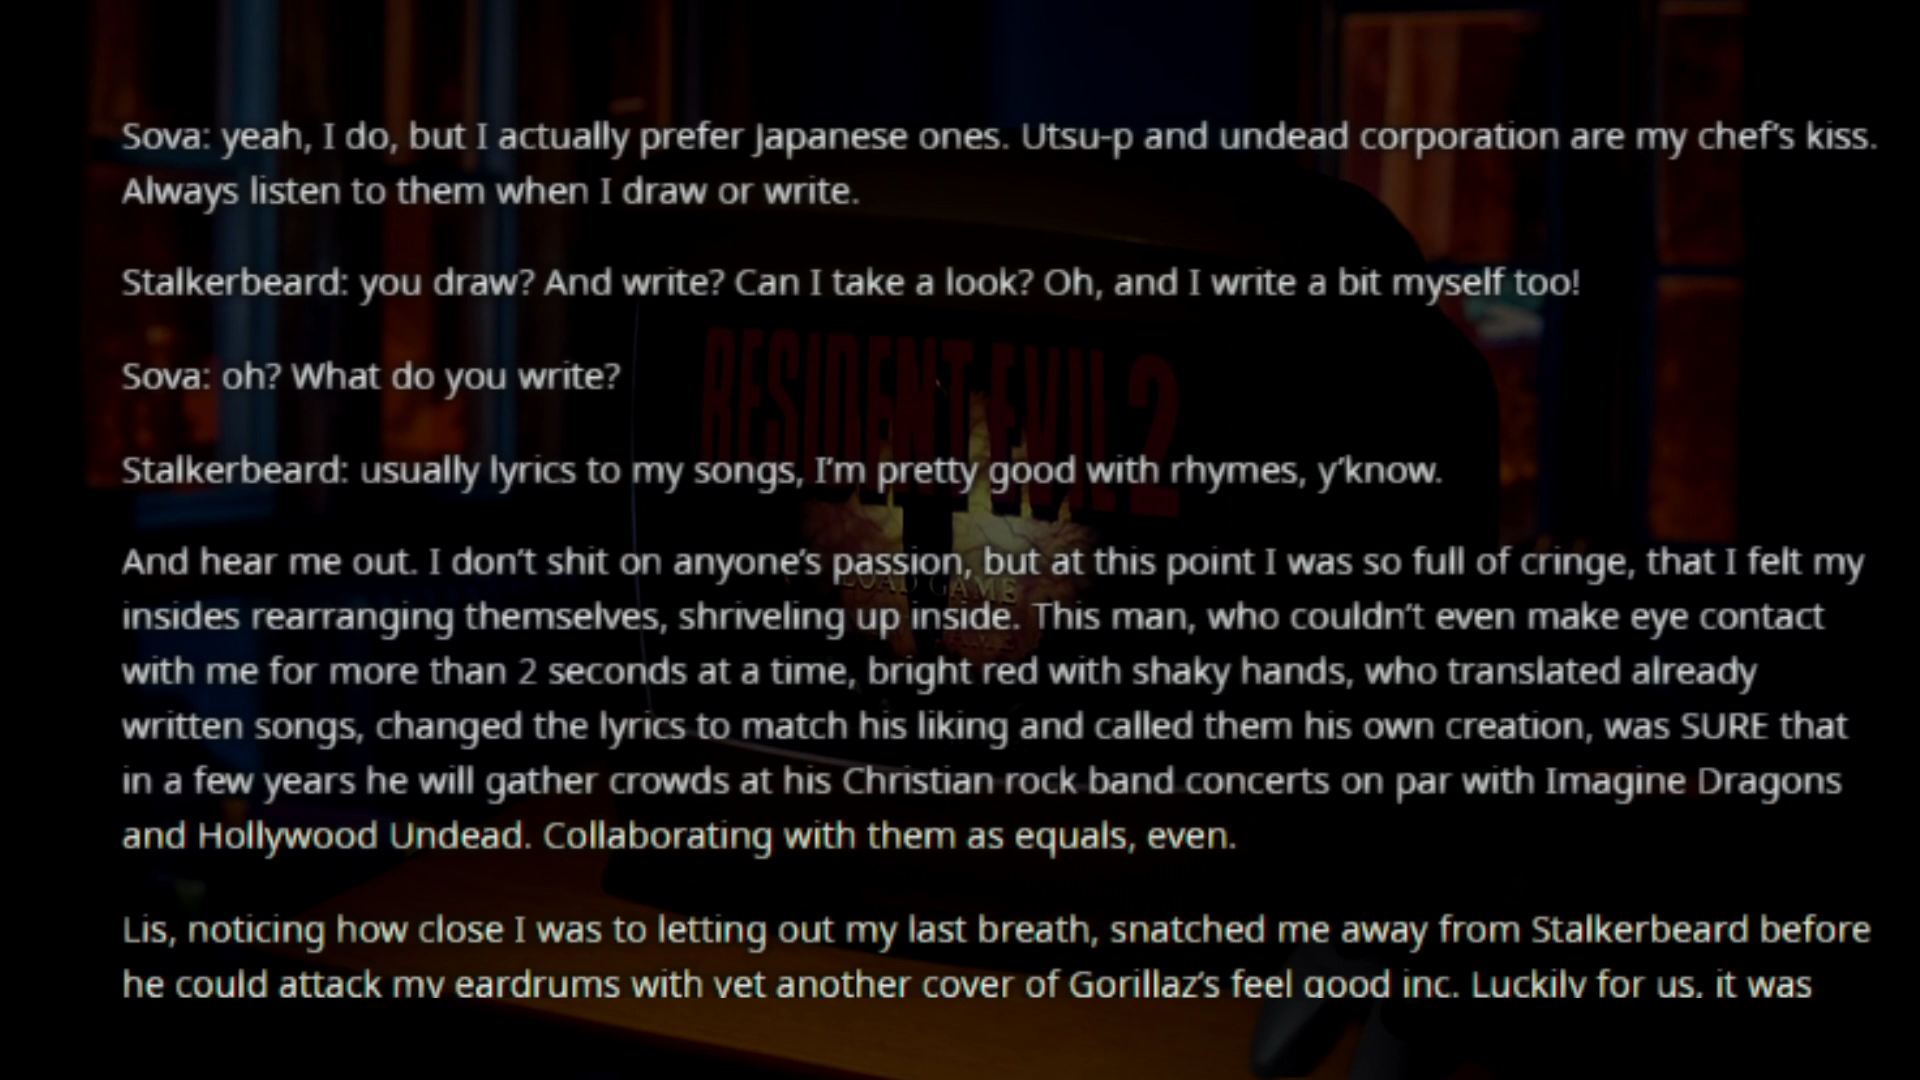 Sova: yeah, I do, but I actually prefer Japanese ones. Utsu-p and undead corporation are my chef's kiss.
Always listen to them when I draw or write.
Stalkerbeard: you draw? And write? Can I take a look? Oh, and I write a bit myself too!
Sova: oh? What do you write?
RESIDENT EVIL 2
Stalkerbeard: usually lyrics to my songs, I'm pretty good with rhymes, y'know.
And hear me out. I don't shit on anyone's passion, but at this point I was so full of cringe, that I felt my
LOAD GAME
insides rearranging themselves, shriveling up inside. This man, who couldn't even make eye contact
with me for more than 2 seconds at a time, bright red with shaky hands, who translated already
written songs, changed the lyrics to match his liking and called them his own creation, was SURE that
in a few years he will gather crowds at his Christian rock band concerts on par with Imagine Dragons
and Hollywood Undead. Collaborating with them as equals, even.
Lis, noticing how close I was to letting out my last breath, snatched me away from Stalkerbeard before
he could attack my eardrums with yet another cover of Gorillaz's feel good inc. Luckily for us, it was